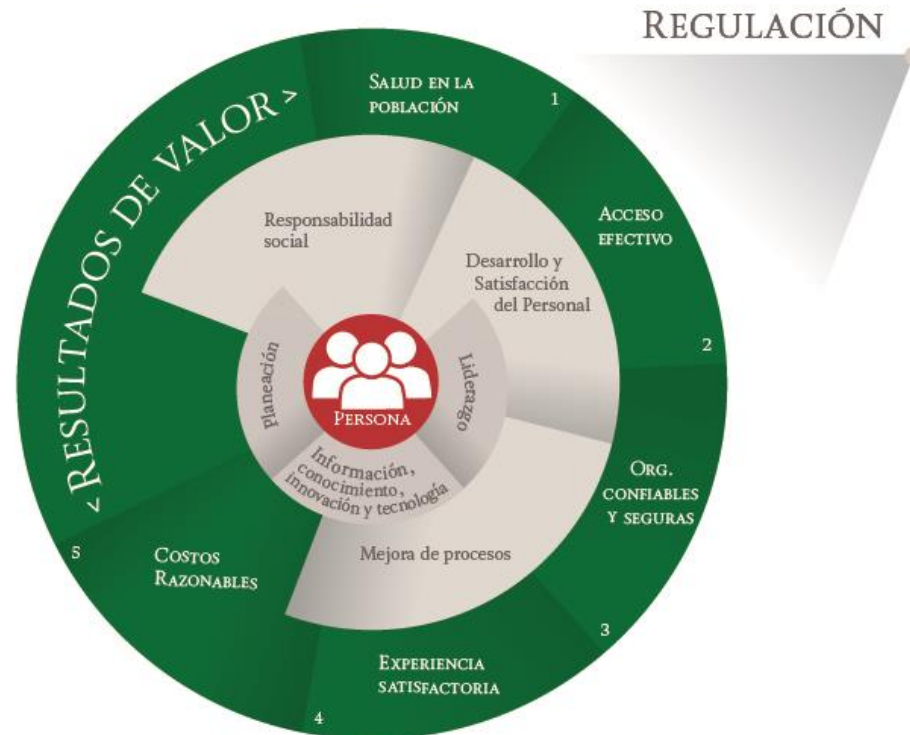 REGULACIÓN
< RESULTADOS DE VALOR >
SALUD EN LA
POBLACIÓN
1
ACCESO
EFECTIVO
2
ORG.
CONFIABLES
Y SEGURAS
3
EXPERIENCIA
SATISFACTORIA
4
COSTOS
RAZONABLES
5
Responsabilidad
social
Desarrollo y
Satisfacción
del Personal
Mejora de procesos
Planeación
Liderazgo
Información,
conocimiento,
innovación y tecnología
PERSONA